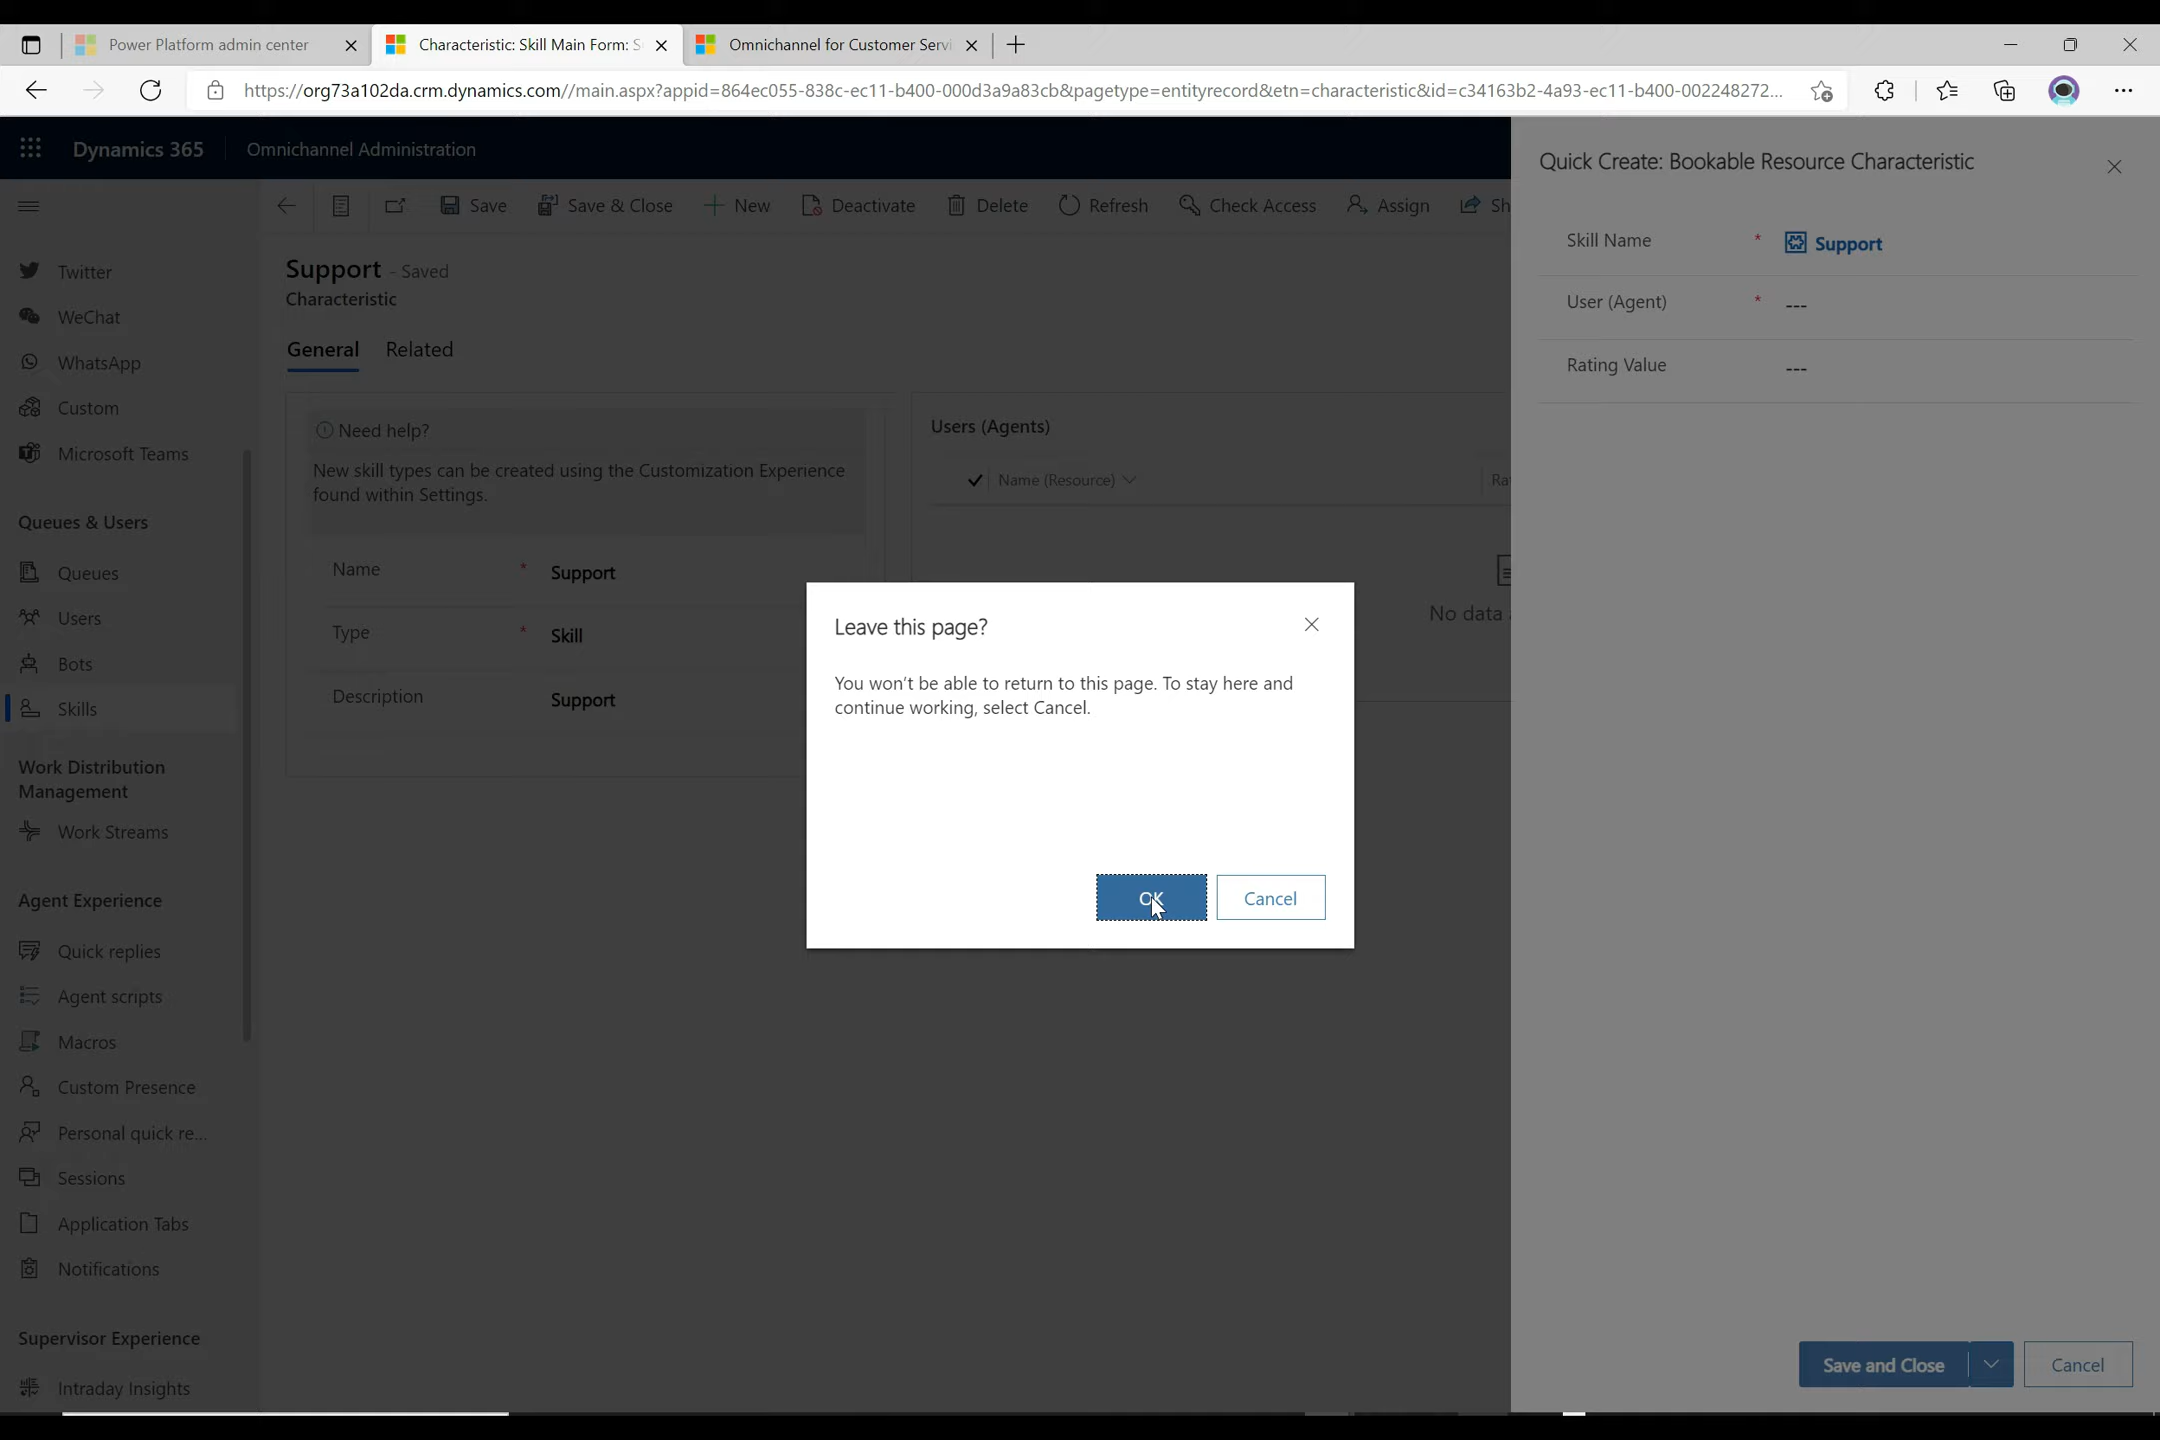 Power Platform admin center
Characteristic: Skill Main Form:
Omnichannel for Customer Servi
https://org73a102da.crm.dynamics.com//main.aspx?appid=864ec055-838c-ec11-b400-000d3a9a83cb&pagetype=entityrecord&etn=characteristic&id=c34163b2-4a93-ec11-b400-002248272...
Dynamics 365
Omnichannel Administration
Save
Save & Close
New
Deactivate
Delete
Refresh
Check Access
Assign
Sh
Twitter
WeChat
WhatsApp
Custom
Microsoft Teams
Queues & Users
Queues
Users
Bots
Skills
Work Distribution
Management
Work Streams
Agent Experience
Quick replies
Agent scripts
Macros
Custom Presence
Personal quick re...
Sessions
Application Tabs
Notifications
Supervisor Experience
Intraday Insights
Support - Saved
Characteristic
General
Related
Need help?
New skill types can be created using the Customization Experience
found within Settings.
Name * Support
Type * Skill
Description Support
Users (Agents)
Name (Resource)
Ra
No data
Leave this page?
You won't be able to return to this page. To stay here and
continue working, select Cancel.
OK
Cancel
Quick Create: Bookable Resource Characteristic
Skill Name * Support
User (Agent) * ---
Rating Value ---
Save and Close
Cancel